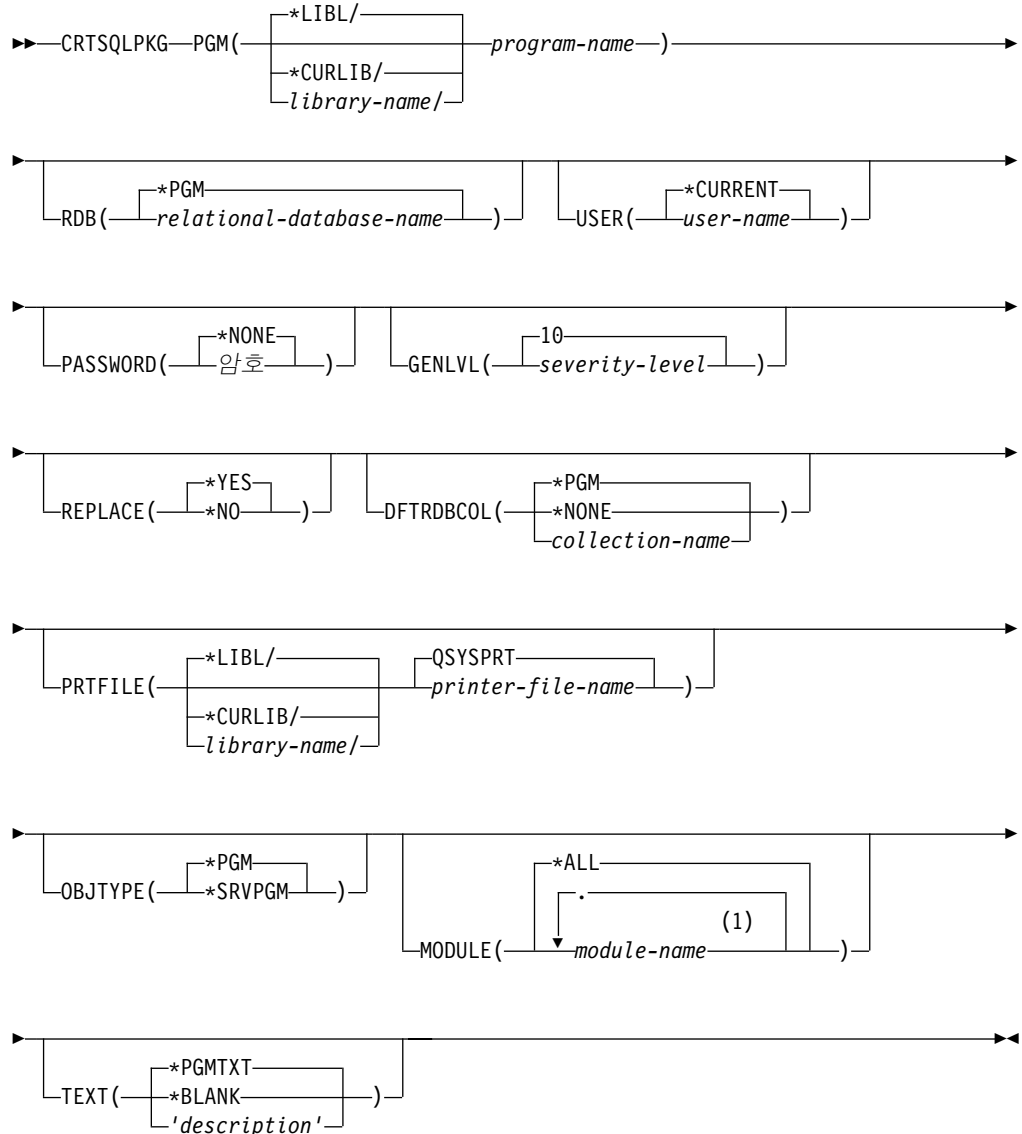 *LIBL/
CRTSQLPKG PGM( program-name )
*CURLIB/
library-name/
*PGM *CURRENT
RDB( relational-database-name ) USER( user-name )
*NONE 10
PASSWORD( 암호 ) GENLVL( severity-level )
*YES *PGM
REPLACE( *NO ) DFTRDBCOL( *NONE )
collection-name
*LIBL/ QSYSPRT
PRTFILE( printer-file-name )
*CURLIB/
library-name/
*PGM *ALL
OBJTYPE( *SRVPGM ) .
(1)
MODULE( module-name )
*PGMTXT
TEXT( *BLANK )
'description'